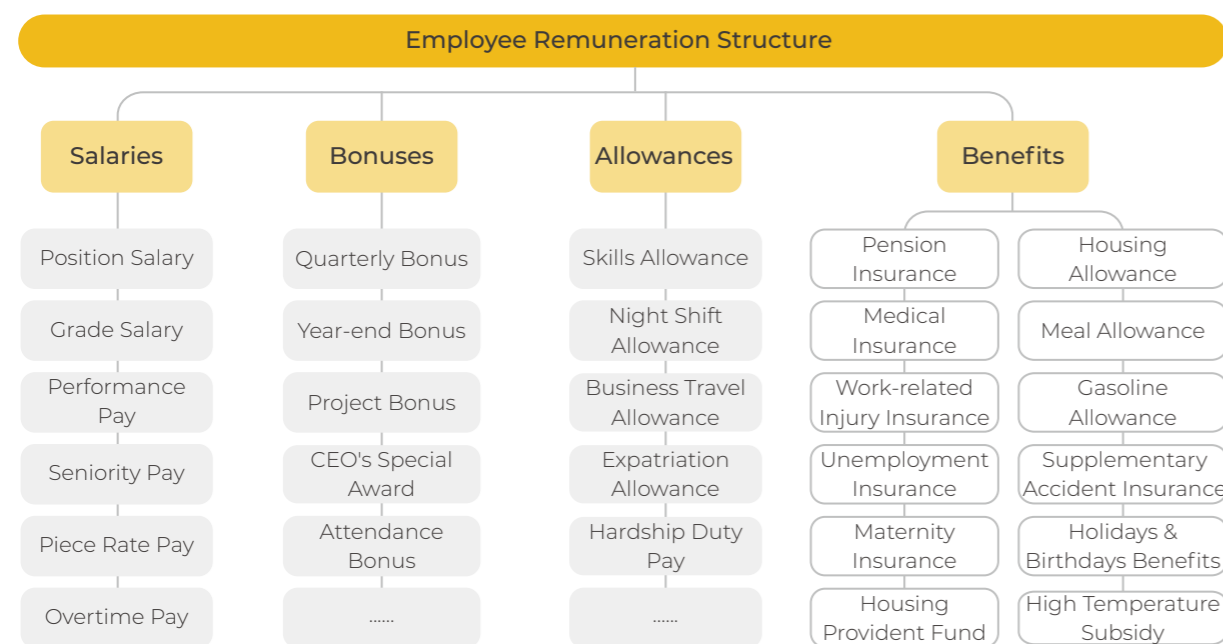 Employee Remuneration Structure
Salaries
Bonuses
Allowances
Benefits
Position Salary
Grade Salary
Performance
Pay
Seniority Pay
Piece Rate Pay
Overtime Pay
Quarterly Bonus
Year-end Bonus
Project Bonus
CEO's Special
Award
Attendance
Bonus
......
Skills Allowance
Night Shift
Allowance
Business Travel
Allowance
Expatriation
Allowance
Hardship Duty
Pay
......
Pension
Insurance
Medical
Insurance
Work-related
Injury Insurance
Unemployment
Insurance
Maternity
Insurance
Housing
Provident Fund
Housing
Allowance
Meal Allowance
Gasoline
Allowance
Supplementary
Accident Insurance
Holidays &
Birthdays Benefits
High Temperature
Subsidy